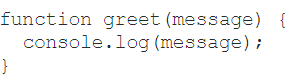 function greet(message) {
  console.log(message);
}